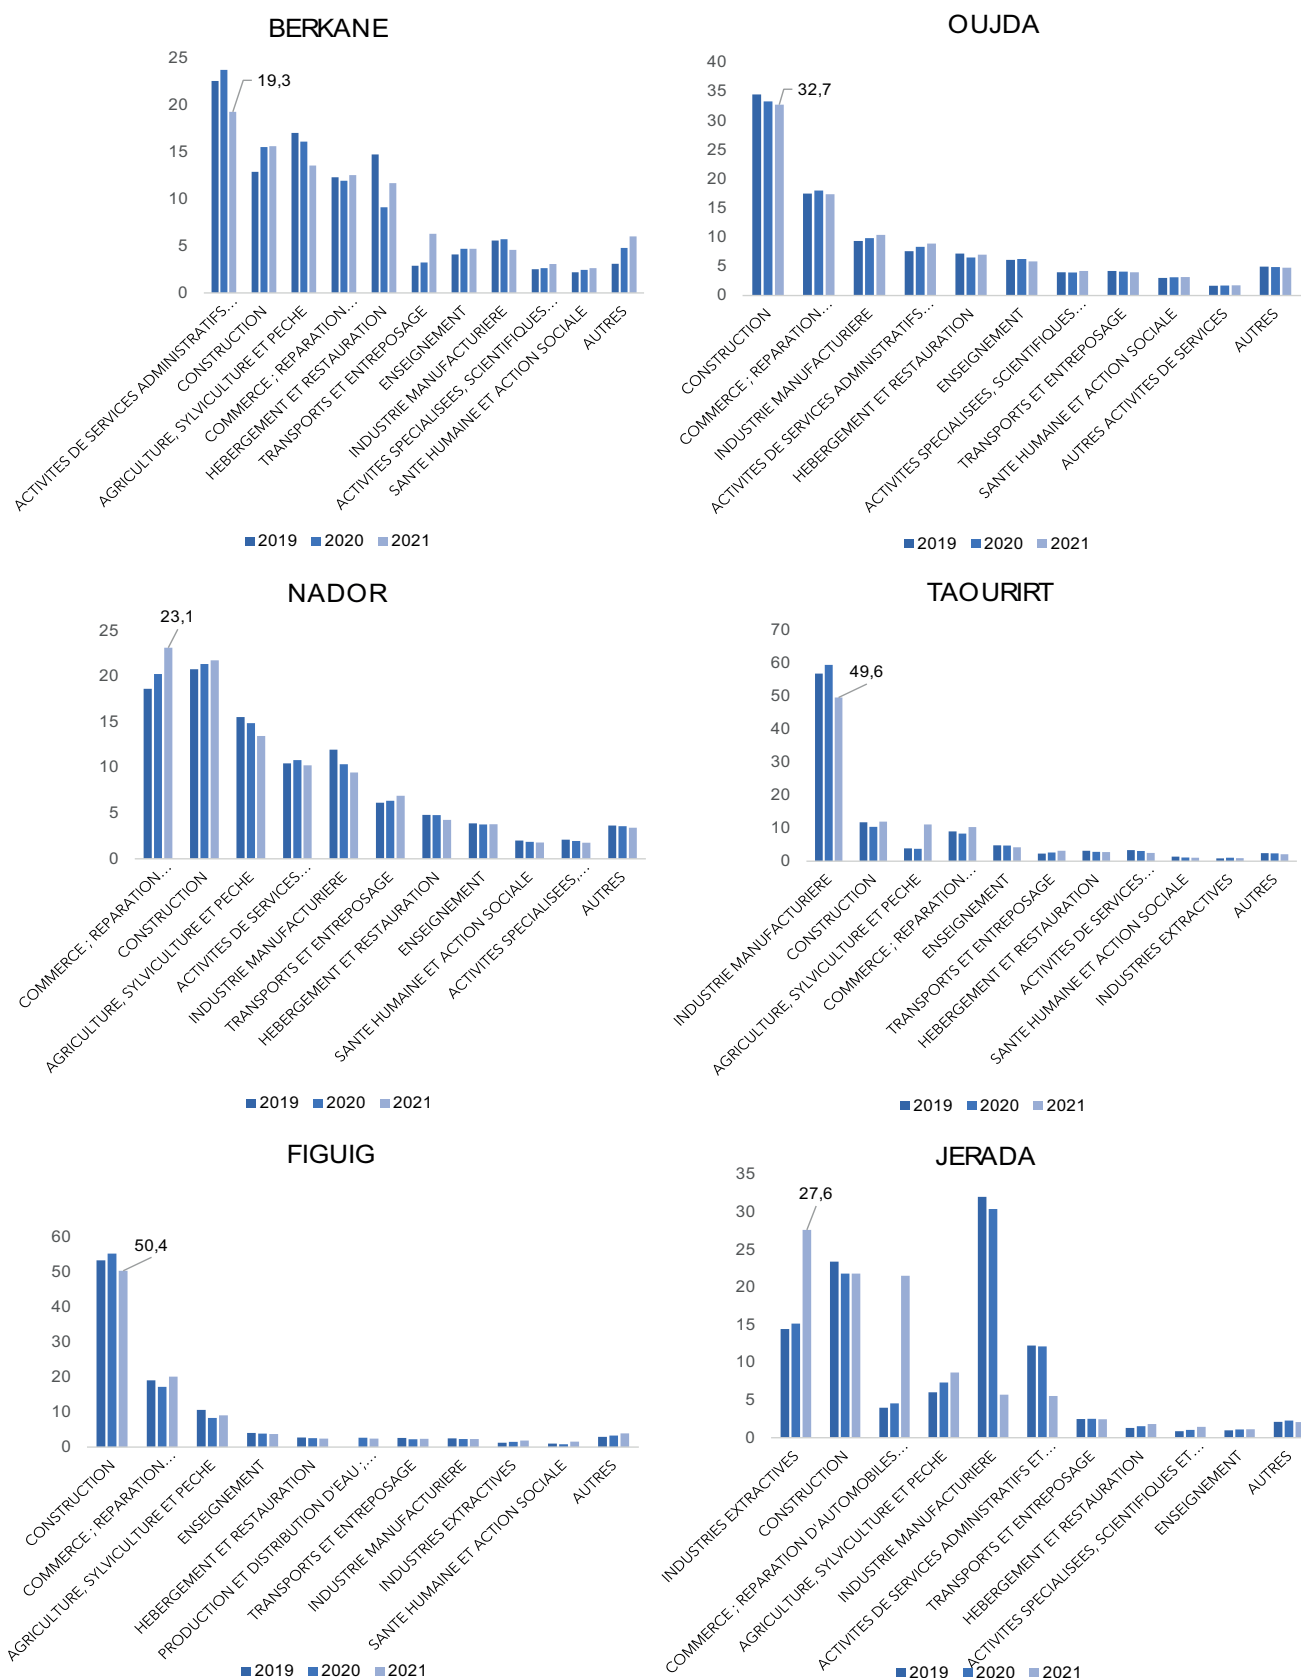 BERKANE
25
20
15
10
5
0
19,3
ACTIVITES DE SERVICES ADMINISTRATIFS...
CONSTRUCTION
AGRICULTURE, SYLVICULTURE ET PECHE
COMMERCE ; REPARATION...
HEBERGEMENT ET RESTAURATION
TRANSPORTS ET ENTREPOSAGE
ENSEIGNEMENT
INDUSTRIE MANUFACTURIERE
ACTIVITES SPECIALISEES, SCIENTIFIQUES...
SANTE HUMAINE ET ACTION SOCIALE
AUTRES
2019 2020 2021
OUJDA
40
35
30
25
20
15
10
5
0
32,7
CONSTRUCTION
COMMERCE ; REPARATION...
INDUSTRIE MANUFACTURIERE
ACTIVITES DE SERVICES ADMINISTRATIFS...
HEBERGEMENT ET RESTAURATION
ENSEIGNEMENT
ACTIVITES SPECIALISEES, SCIENTIFIQUES...
TRANSPORTS ET ENTREPOSAGE
SANTE HUMAINE ET ACTION SOCIALE
AUTRES ACTIVITES DE SERVICES
AUTRES
2019 2020 2021
NADOR
25
20
15
10
5
0
23,1
COMMERCE ; REPARATION...
CONSTRUCTION
AGRICULTURE, SYLVICULTURE ET PECHE
ACTIVITES DE SERVICES...
INDUSTRIE MANUFACTURIERE
TRANSPORTS ET ENTREPOSAGE
HEBERGEMENT ET RESTAURATION
ENSEIGNEMENT
SANTE HUMAINE ET ACTION SOCIALE
ACTIVITES SPECIALISEES,...
AUTRES
2019 2020 2021
TAOURIRT
70
60
50
40
30
20
10
0
49,6
INDUSTRIE MANUFACTURIERE
CONSTRUCTION
AGRICULTURE, SYLVICULTURE ET PECHE
COMMERCE ; REPARATION...
ENSEIGNEMENT
TRANSPORTS ET ENTREPOSAGE
HEBERGEMENT ET RESTAURATION
ACTIVITES DE SERVICES...
SANTE HUMAINE ET ACTION SOCIALE
INDUSTRIES EXTRACTIVES
AUTRES
2019 2020 2021
FIGUIG
60
50
40
30
20
10
0
50,4
CONSTRUCTION
COMMERCE ; REPARATION...
AGRICULTURE, SYLVICULTURE ET PECHE
ENSEIGNEMENT
HEBERGEMENT ET RESTAURATION
PRODUCTION ET DISTRIBUTION D'EAU ;...
TRANSPORTS ET ENTREPOSAGE
INDUSTRIE MANUFACTURIERE
INDUSTRIES EXTRACTIVES
SANTE HUMAINE ET ACTION SOCIALE
AUTRES
2019 2020 2021
JERADA
35
30
25
20
15
10
5
0
27,6
INDUSTRIES EXTRACTIVES
CONSTRUCTION
COMMERCE ; REPARATION D'AUTOMOBILES...
AGRICULTURE, SYLVICULTURE ET PECHE
INDUSTRIE MANUFACTURIERE
ACTIVITES DE SERVICES ADMINISTRATIFS ET...
TRANSPORTS ET ENTREPOSAGE
HEBERGEMENT ET RESTAURATION
ACTIVITES SPECIALISEES, SCIENTIFIQUES ET...
ENSEIGNEMENT
AUTRES
2019 2020 2021